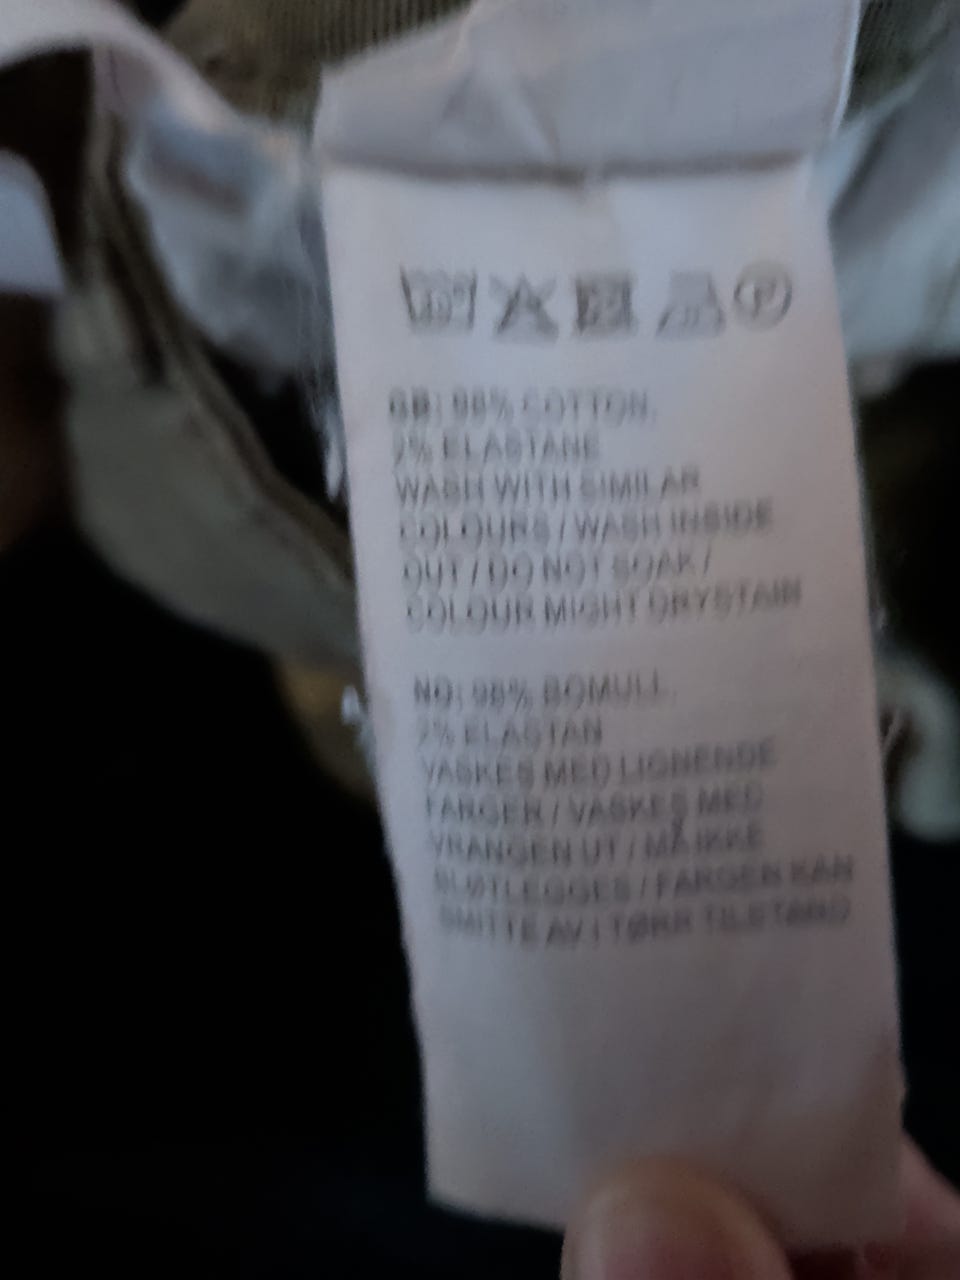 GB: 98% COTTON,
2% ELASTANE
WASH WITH SIMILAR
COLOURS / WASH INSIDE
OUT / DO NOT SOAK /
COLOUR MIGHT DRYSTAIN
NO: 98% BOMULL,
2% ELASTAN
VASKES MED LIGNENDE
FARGER / VASKES MED
VRANGEN UT / MÅ IKKE
BLØTLEGGES / FARGEN KAN
SMITTE AV I TØRR TILSTAND